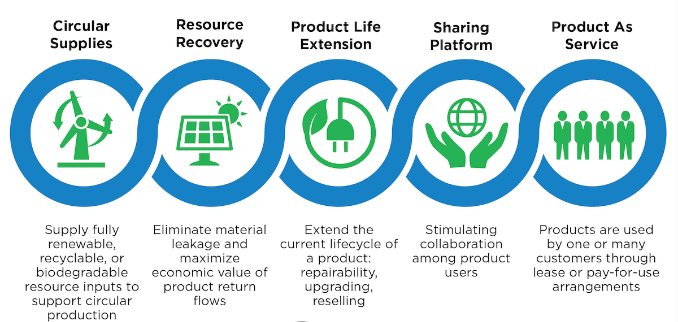 Circular
Supplies
Resource
Recovery
Product Life
Extension
Sharing
Platform
Product As
Service
Supply fully
renewable,
recyclable, or
biodegradable
resource inputs to
support circular
production
Eliminate material
leakage and
maximize
economic value of
product return
flows
Extend the
current lifecycle of
a product:
repairability,
upgrading,
reselling
Stimulating
collaboration
among product
users
Products are used
by one or many
customers through
lease or pay-for-use
arrangements